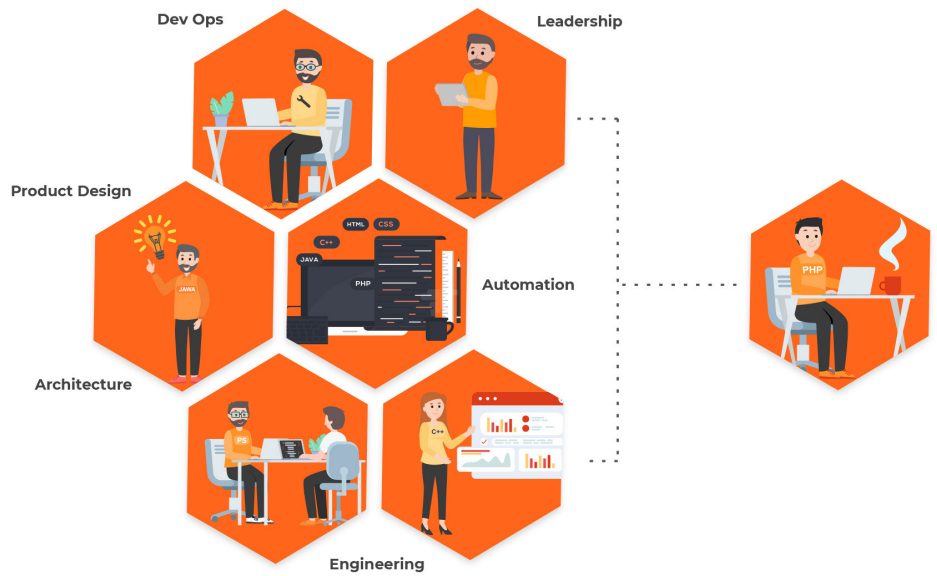 Dev Ops
Leadership
Product Design
HTML
CSS
C++
JAVA
PHP
JAWA
Automation
PHP
Architecture
PS
C++
Engineering